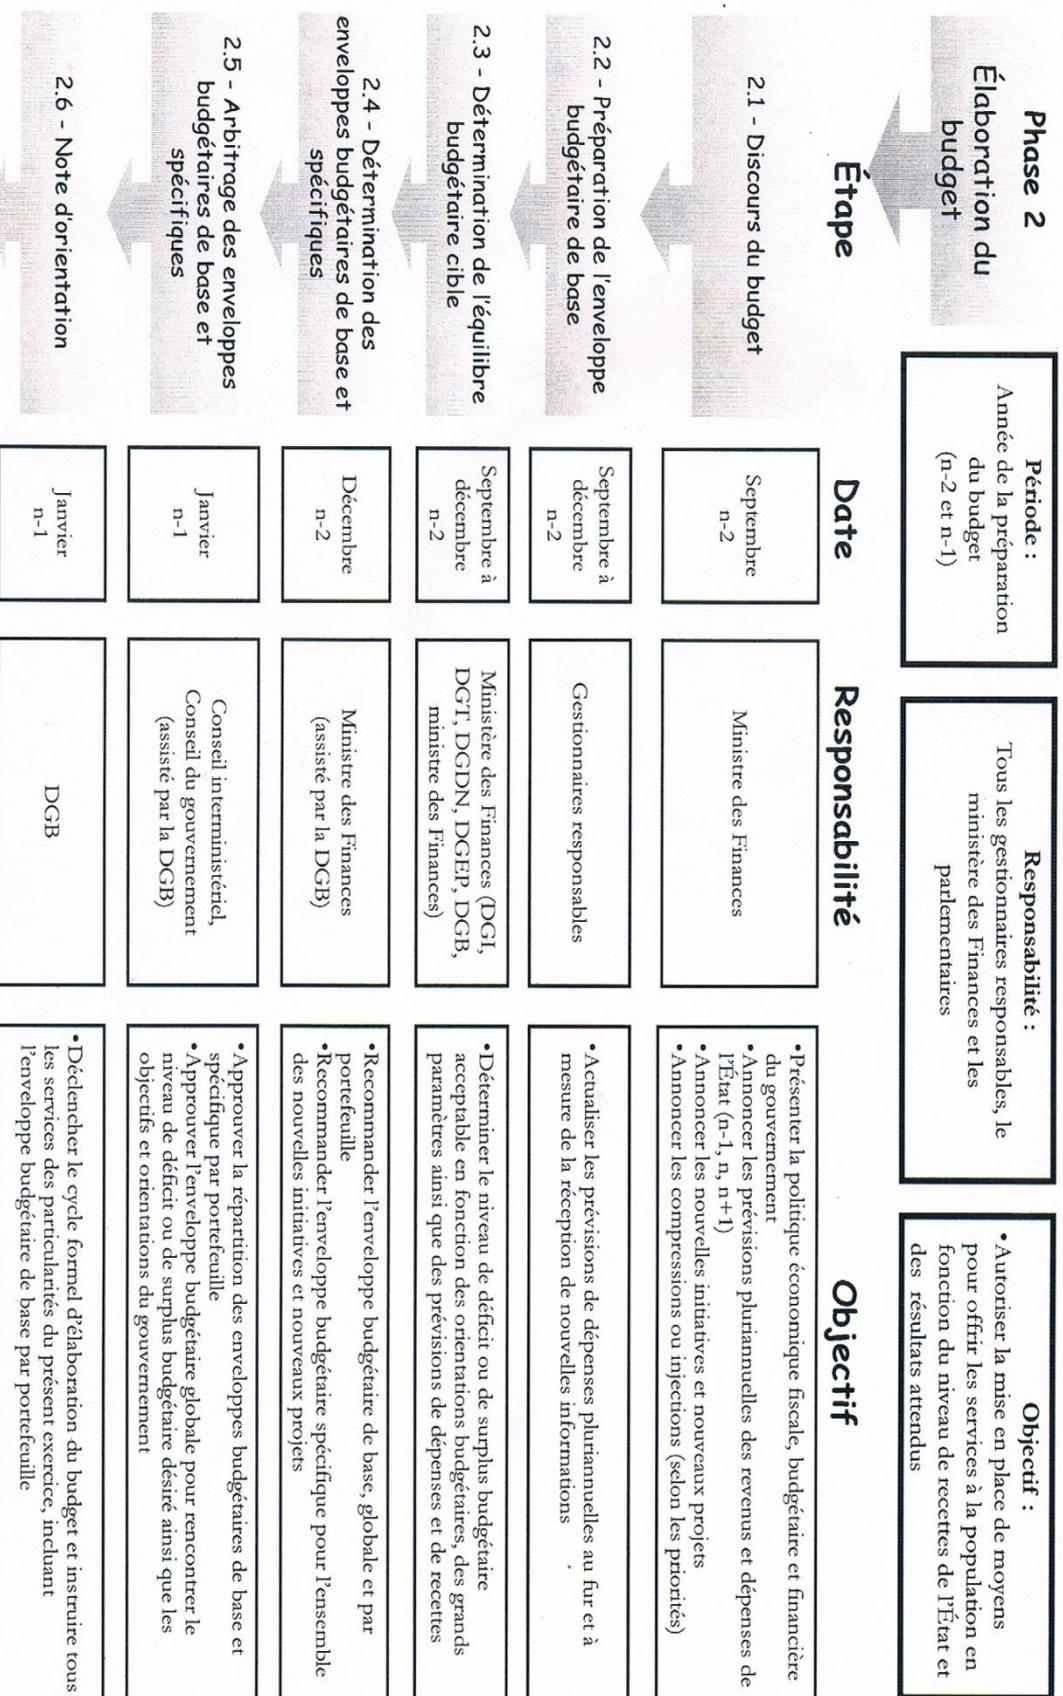 Phase 2
Élaboration du
budget
Période :
Année de la préparation
du budget
(n-2 et n-1)
Responsabilité :
Tous les gestionnaires responsables, le
ministère des Finances et les
parlementaires
Objectif :
• Autoriser la mise en place de moyens
pour offrir les services à la population en
fonction du niveau de recettes de l'État et
des résultats attendus
Étape
Date
Responsabilité
Objectif
2.1 - Discours du budget
Septembre
n-2
Ministre des Finances
• Présenter la politique économique fiscale, budgétaire et financière
du gouvernement
• Annoncer les prévisions pluriannuelles des revenus et dépenses de
l'État (n-1, n, n+1)
• Annoncer les nouvelles initiatives et nouveaux projets
• Annoncer les compressions ou injections (selon les priorités)
2.2 - Préparation de l'enveloppe
budgétaire de base
Septembre à
décembre
n-2
Gestionnaires responsables
• Actualiser les prévisions de dépenses pluriannuelles au fur et à
mesure de la réception de nouvelles informations
2.3 - Détermination de l'équilibre
budgétaire cible
Septembre à
décembre
n-2
Ministère des Finances (DGI,
DGT, DGDN, DGEP, DGB,
ministre des Finances)
• Déterminer le niveau de déficit ou de surplus budgétaire
acceptable en fonction des orientations budgétaires, des grands
paramètres ainsi que des prévisions de dépenses et de recettes
2.4 - Détermination des
enveloppes budgétaires de base et
spécifiques
Décembre
n-2
Ministre des Finances
(assisté par la DGB)
• Recommander l'enveloppe budgétaire de base, globale et par
portefeuille
• Recommander l'enveloppe budgétaire spécifique pour l'ensemble
des nouvelles initiatives et nouveaux projets
2.5 - Arbitrage des enveloppes
budgétaires de base et
spécifiques
Janvier
n-1
Conseil interministériel,
Conseil du gouvernement
(assisté par la DGB)
• Approuver la répartition des enveloppes budgétaires de base et
spécifique par portefeuille
• Approuver l'enveloppe budgétaire globale pour rencontrer le
niveau de déficit ou de surplus budgétaire désiré ainsi que les
objectifs et orientations du gouvernement
2.6 - Note d'orientation
Janvier
n-1
DGB
• Déclencher le cycle formel d'élaboration du budget et instruire tous
les services des particularités du présent exercice, incluant
l'enveloppe budgétaire de base par portefeuille